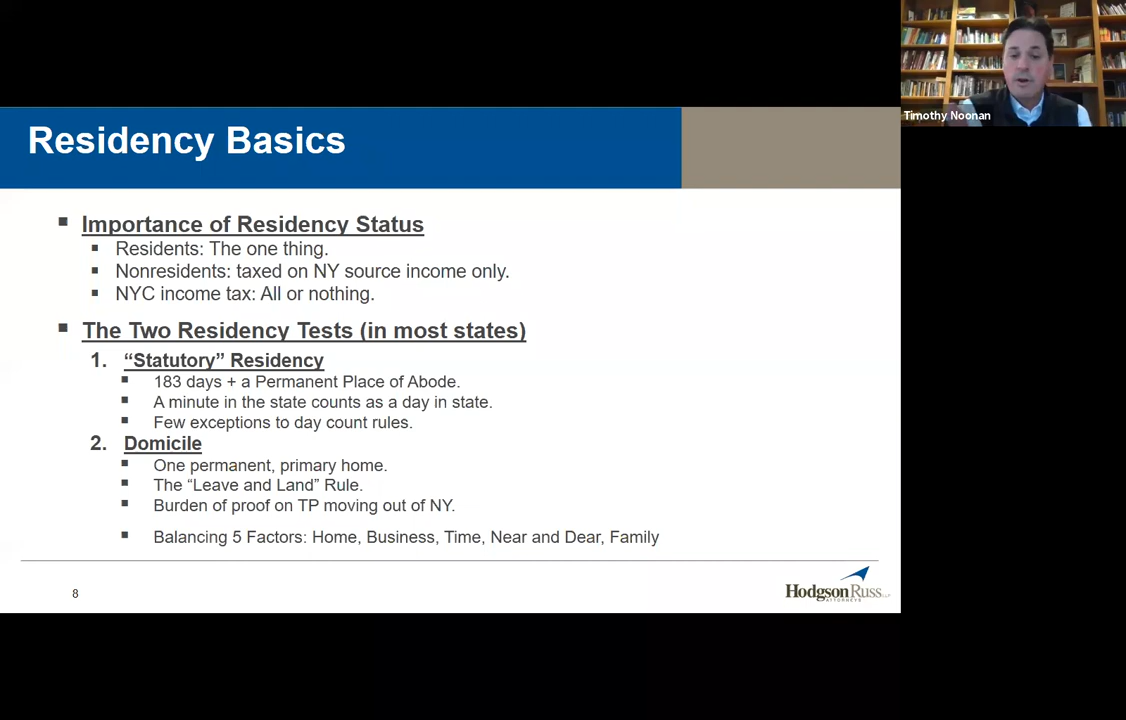 Timothy Noonan
Residency Basics
Importance of Residency Status
Residents: The one thing.
Nonresidents: taxed on NY source income only.
NYC income tax: All or nothing.
The Two Residency Tests (in most states)
1. “Statutory” Residency
183 days + a Permanent Place of Abode.
A minute in the state counts as a day in state.
Few exceptions to day count rules.
2. Domicile
One permanent, primary home.
The “Leave and Land” Rule.
Burden of proof on TP moving out of NY.
Balancing 5 Factors: Home, Business, Time, Near and Dear, Family
8
HodgsonRuss LLP
ATTORNEYS